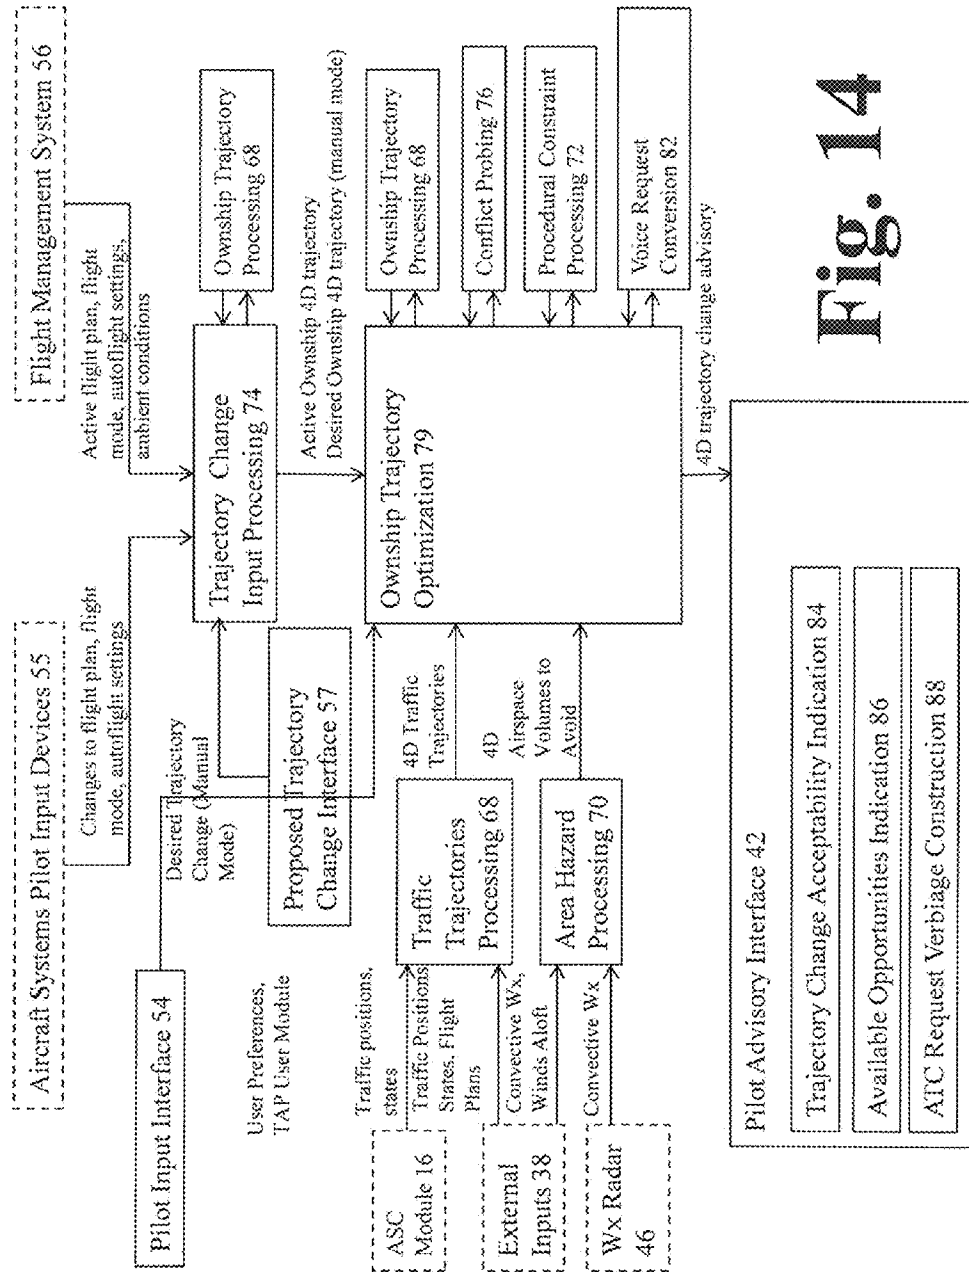 Aircraft Systems Pilot Input Devices 55
Flight Management System 56
Changes to flight plan, flight
mode, autoflight settings
Active flight plan, flight
mode, autoflight settings,
ambient conditions
Pilot Input Interface 54
Desired Trajectory
Change (Manual
Mode)
Trajectory Change
Input Processing 74
Ownship Trajectory
Processing 68
User Preferences,
TAP User Module
Proposed Trajectory
Change Interface 57
Active Ownship 4D trajectory
Desired Ownship 4D trajectory (manual mode)
ASC
Module 16
Traffic positions,
states
Traffic Positions
States, Flight
Plans
Traffic
Trajectories
Processing 68
4D Traffic
Trajectories
Ownship Trajectory
Optimization 79
Ownship Trajectory
Processing 68
Conflict Probing 76
External
Inputs 38
Convective Wx,
Winds Aloft
4D
Airspace
Volumes to
Avoid
Area Hazard
Processing 70
Procedural Constraint
Processing 72
Wx Radar
46
Convective Wx
Voice Request
Conversion 82
4D trajectory change advisory
Pilot Advisory Interface 42
Trajectory Change Acceptability Indication 84
Available Opportunities Indication 86
ATC Request Verbiage Construction 88
Fig. 14